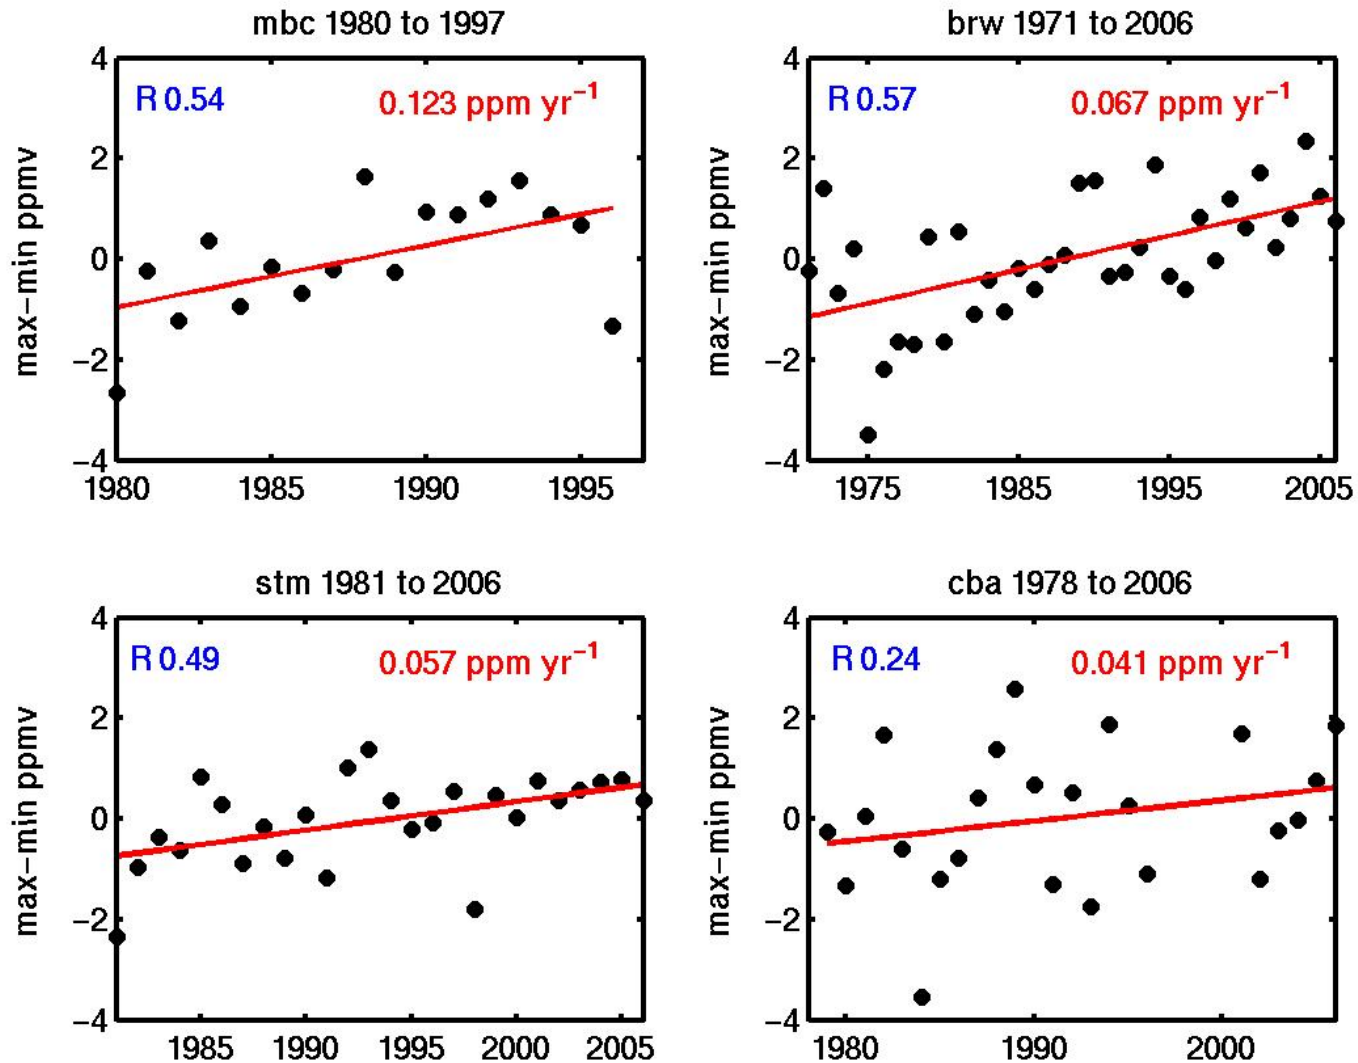 mbc 1980 to 1997
R 0.54
0.123 ppm yr⁻¹
max−min ppmv
4
2
0
−2
−4
1980 1985 1990 1995
brw 1971 to 2006
R 0.57
0.067 ppm yr⁻¹
max−min ppmv
4
2
0
−2
−4
1975 1985 1995 2005
stm 1981 to 2006
R 0.49
0.057 ppm yr⁻¹
max−min ppmv
4
2
0
−2
−4
1985 1990 1995 2000 2005
cba 1978 to 2006
R 0.24
0.041 ppm yr⁻¹
max−min ppmv
4
2
0
−2
−4
1980 1990 2000